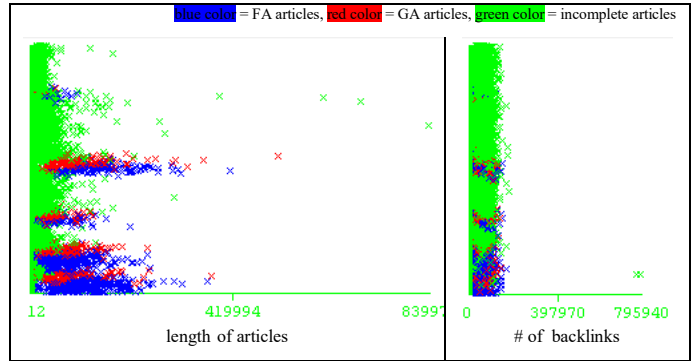 blue color = FA articles, red color = GA articles, green color = incomplete articles
12 419994 83997
length of articles
0 397970 795940
# of backlinks